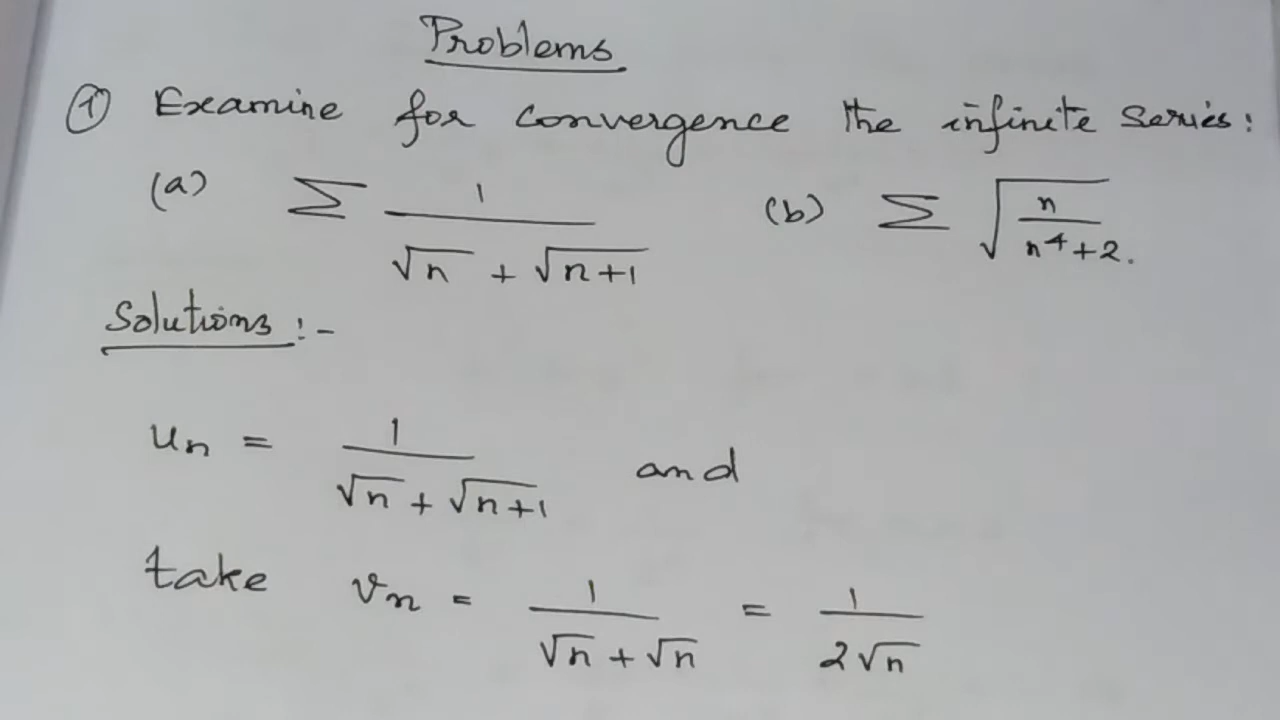 Problems
① Examine for convergence the infinite series:
(a) ∑ 1/(√n + √(n+1)) (b) ∑ √(n/(n⁴+2)).
Solutions :-
uₙ = 1/(√n + √(n+1)) and
take vₙ = 1/(√n + √n) = 1/(2√n)